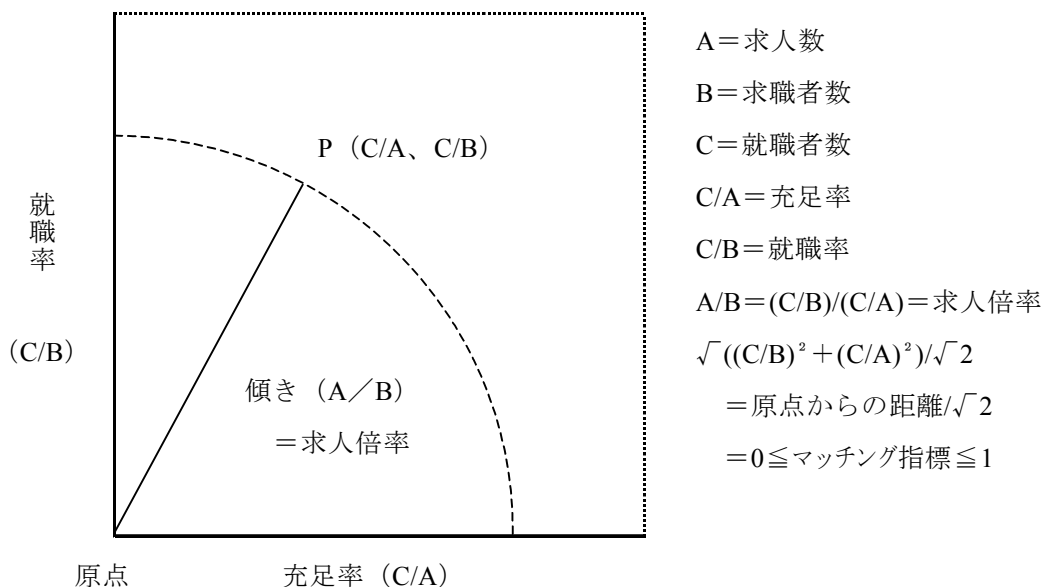 P（C/A、C/B）
就職率
（C/B）
傾き（A／B）
＝求人倍率
原点
充足率（C/A）
A＝求人数
B＝求職者数
C＝就職者数
C/A＝充足率
C/B＝就職率
A/B＝(C/B)/(C/A)＝求人倍率
√((C/B)²＋(C/A)²)/√2
＝原点からの距離/√2
＝0≦マッチング指標≦1